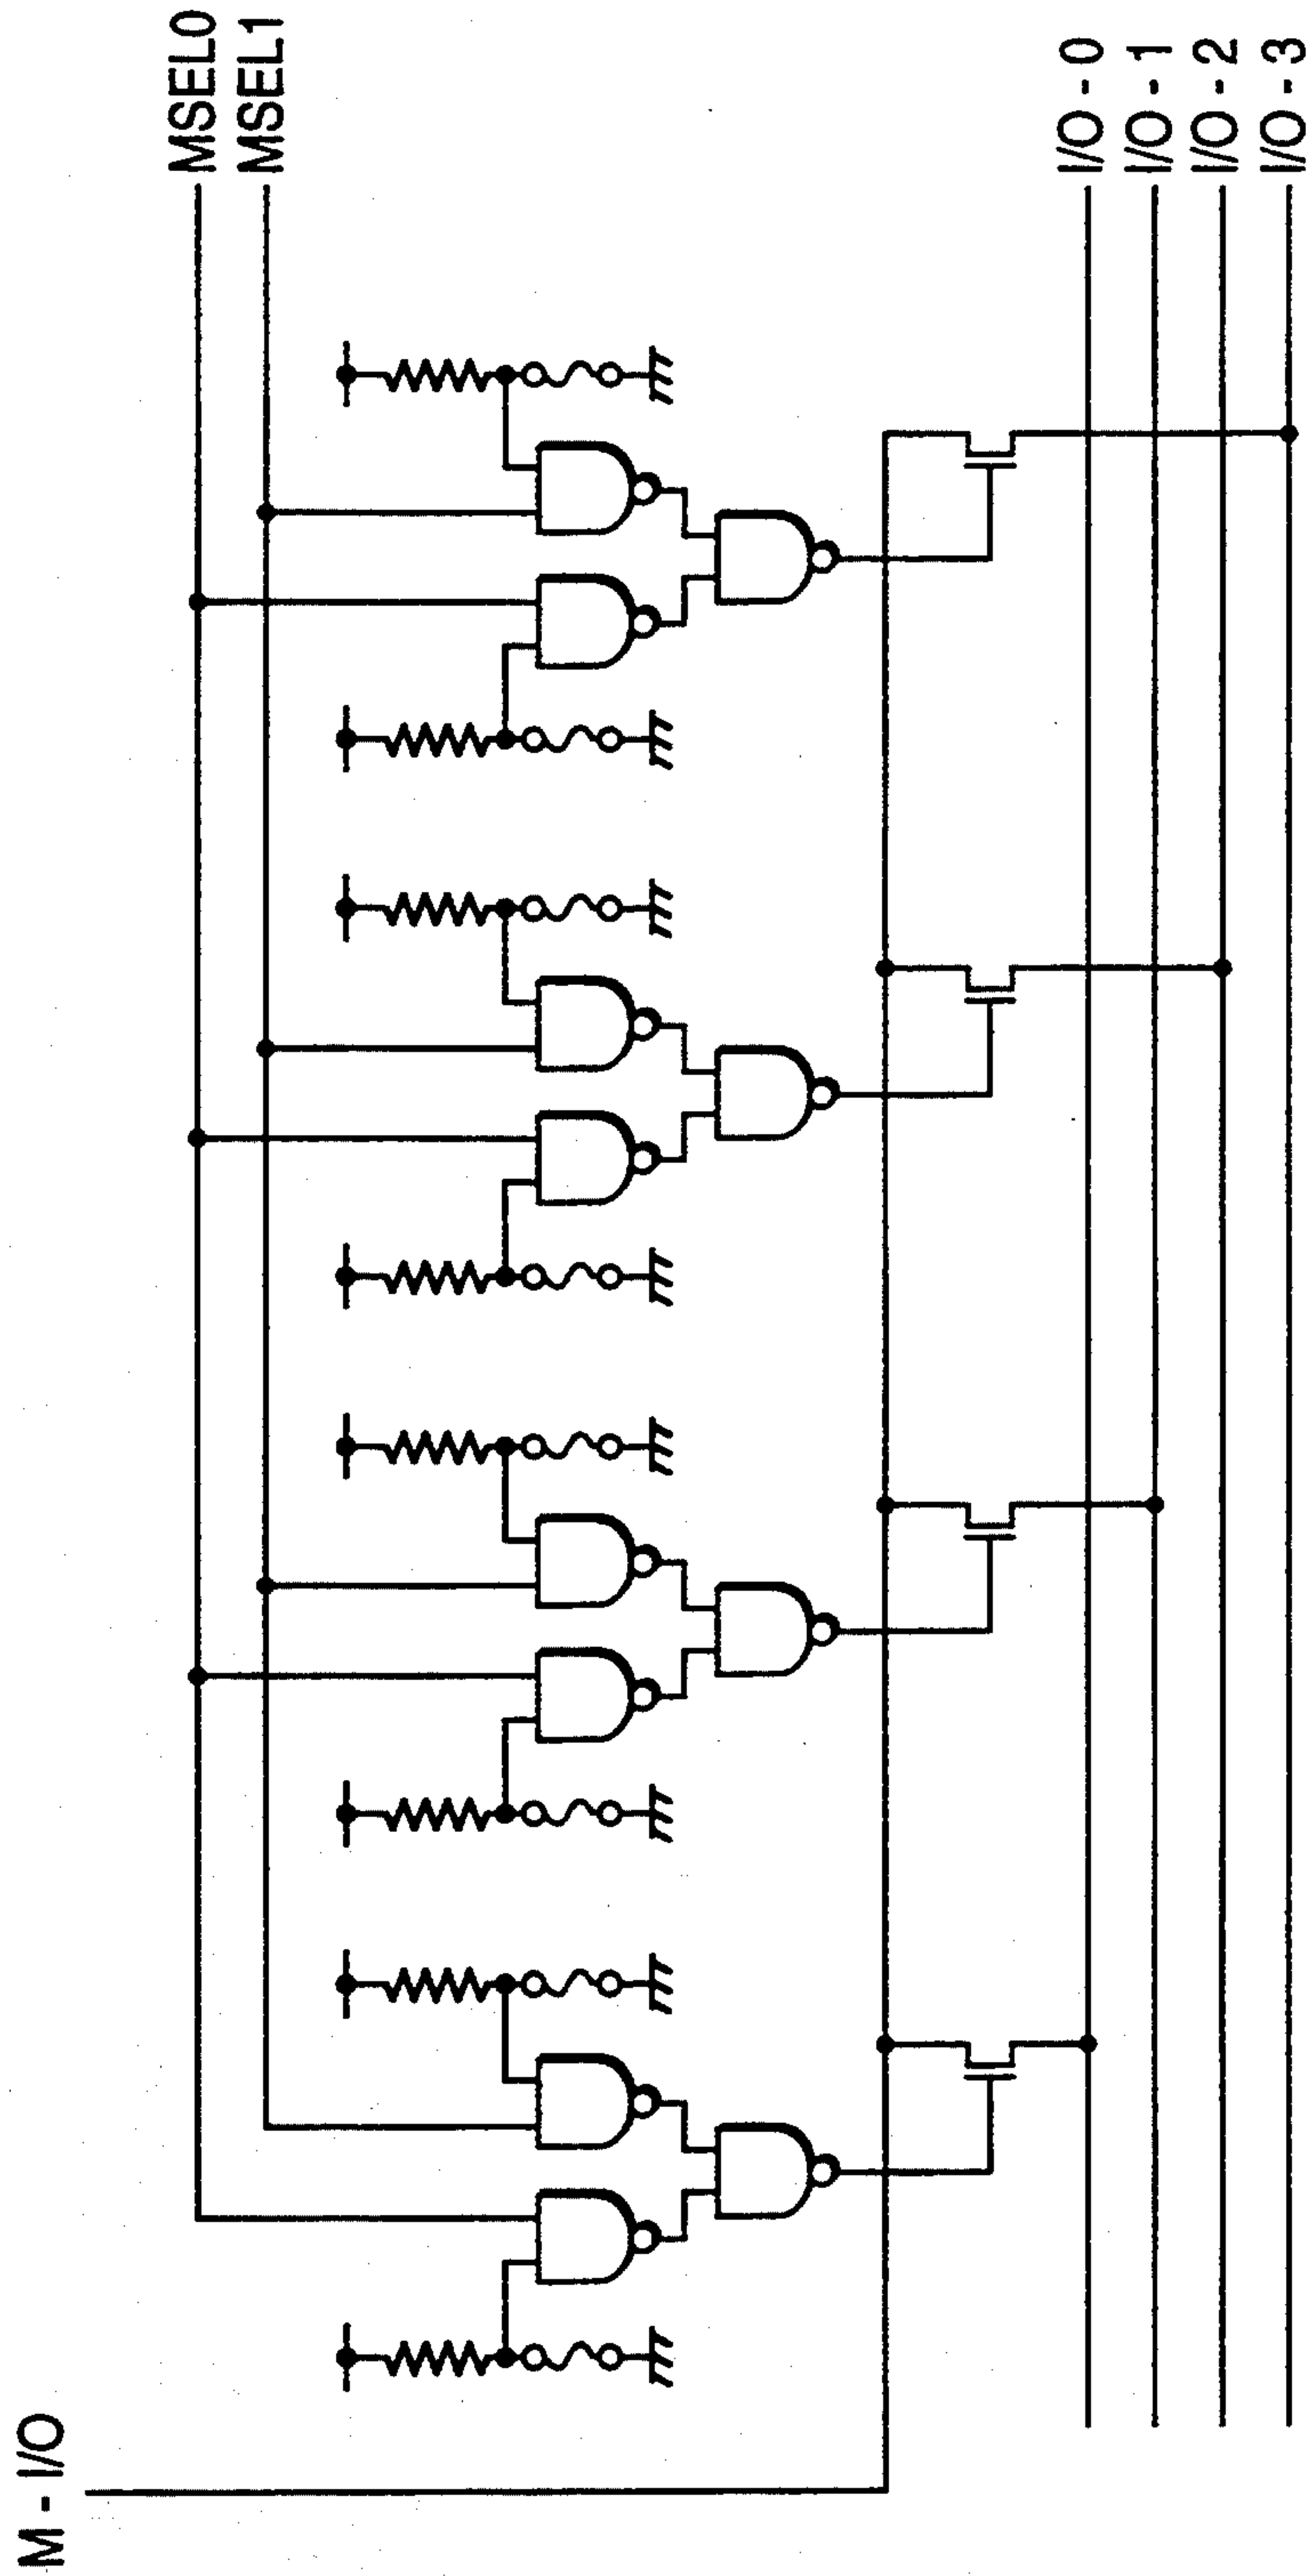 M - I/O
MSEL0
MSEL1
I/O - 0
I/O - 1
I/O - 2
I/O - 3